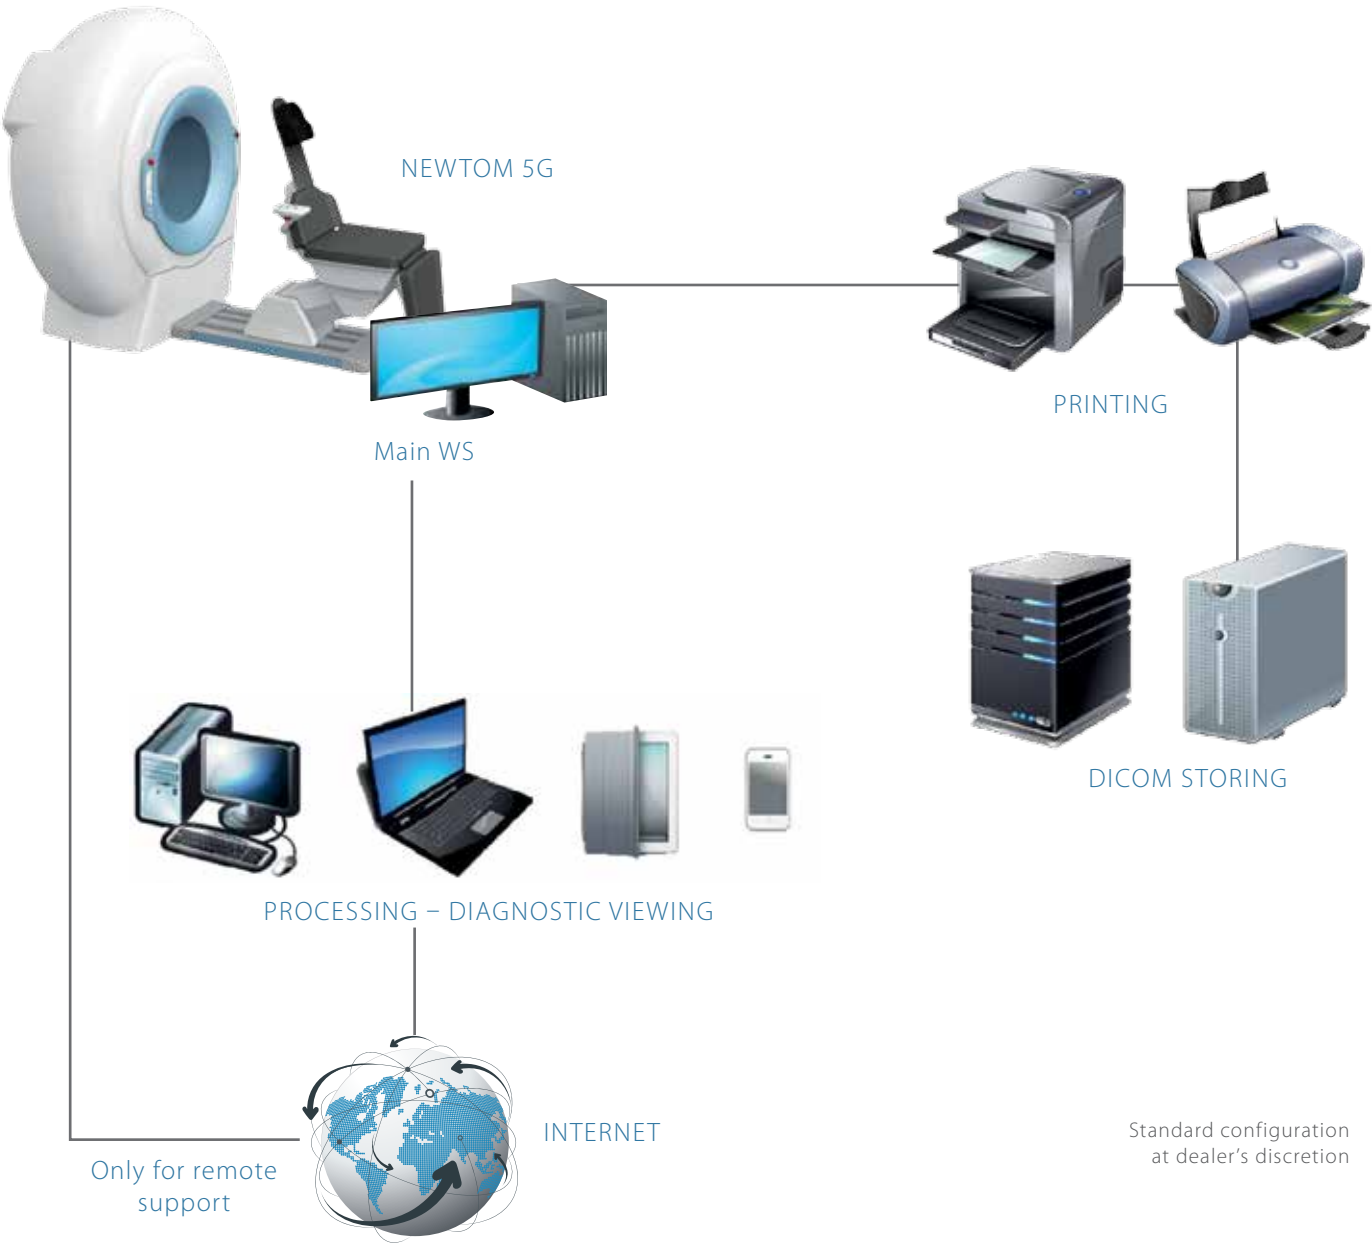 NEWTOM 5G
PRINTING
Main WS
DICOM STORING
PROCESSING – DIAGNOSTIC VIEWING
INTERNET
Only for remote
support
Standard configuration
at dealer's discretion